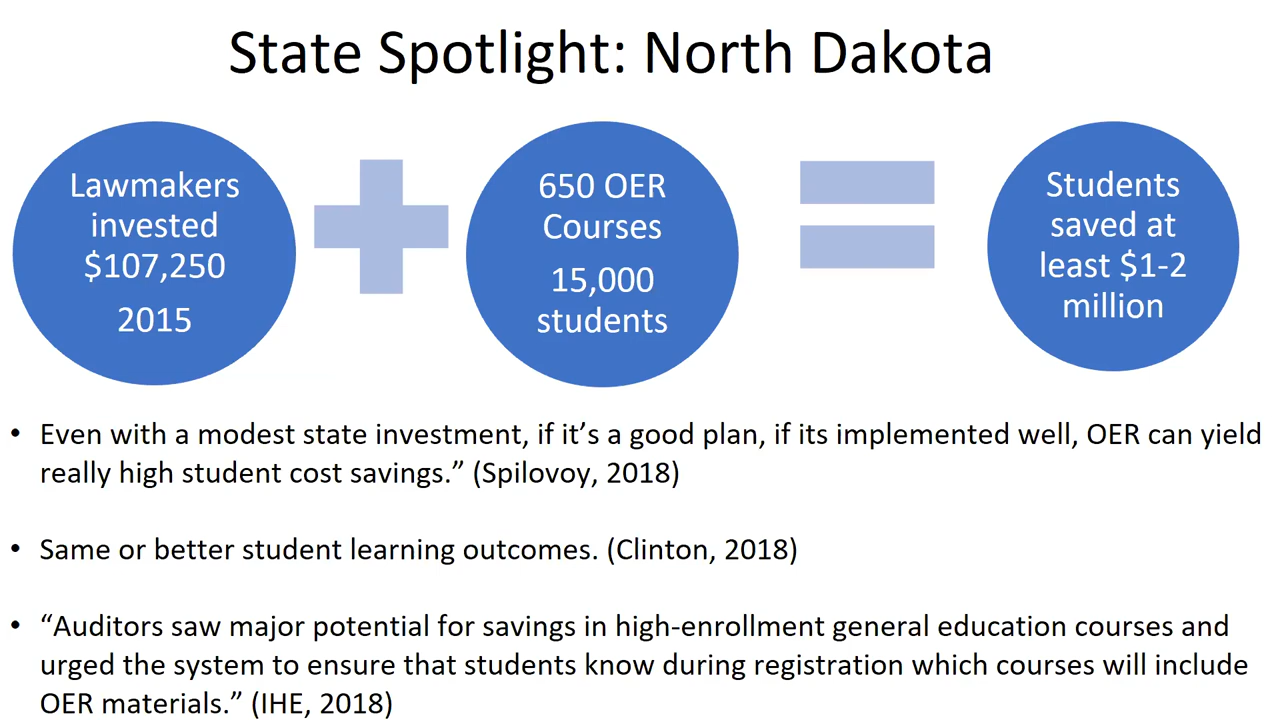 State Spotlight: North Dakota
Lawmakers
invested
$107,250
2015
650 OER
Courses
15,000
students
Students
saved at
least $1-2
million
• Even with a modest state investment, if it’s a good plan, if its implemented well, OER can yield
really high student cost savings.” (Spilovoy, 2018)
• Same or better student learning outcomes. (Clinton, 2018)
• “Auditors saw major potential for savings in high-enrollment general education courses and
urged the system to ensure that students know during registration which courses will include
OER materials.” (IHE, 2018)